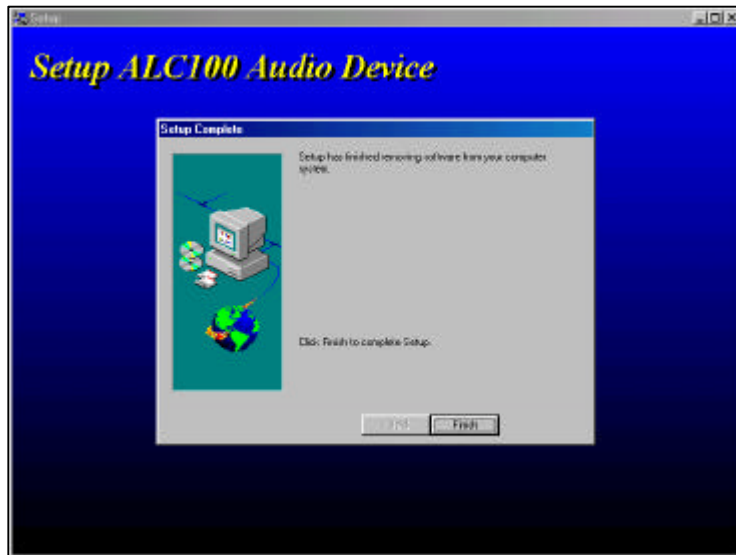 Setup
Setup ALC100 Audio Device
Setup Complete
Setup has finished removing software from your computer
system.
Click Finish to complete Setup.
Finish